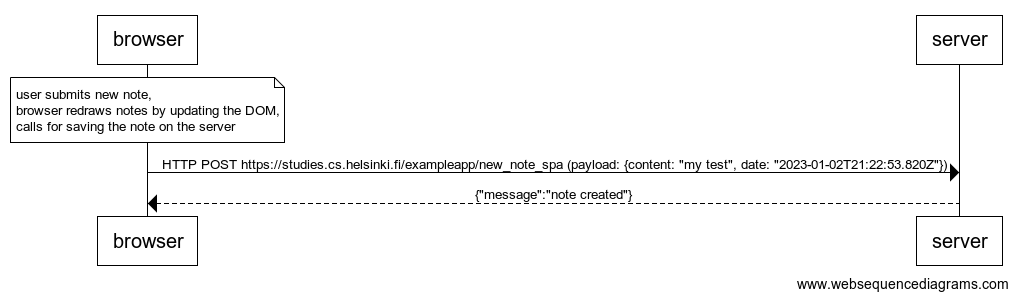 browser
server
user submits new note,
browser redraws notes by updating the DOM,
calls for saving the note on the server
HTTP POST https://studies.cs.helsinki.fi/exampleapp/new_note_spa (payload: {content: "my test", date: "2023-01-02T21:22:53.820Z"})
{"message":"note created"}
browser
server
www.websequencediagrams.com